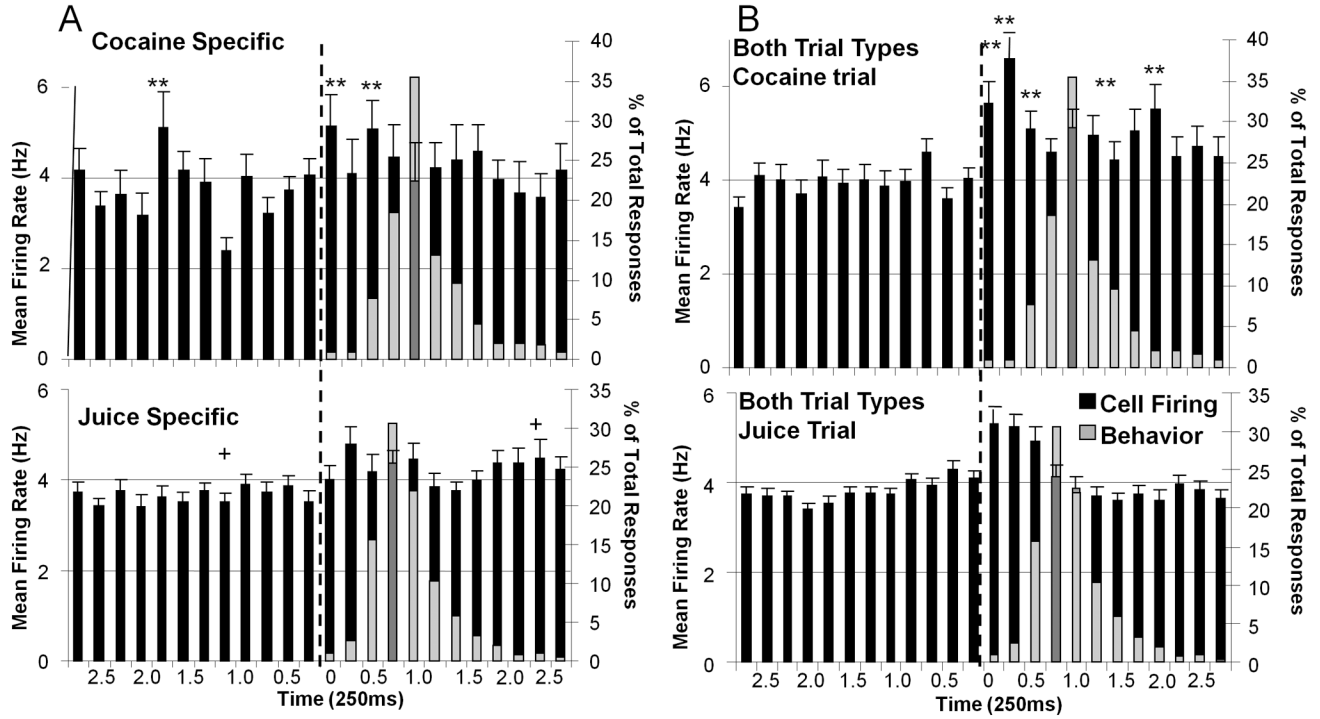 A
Cocaine Specific
Mean Firing Rate (Hz)
6
4
2
0
** ** **
40
35
30
25
20
15
10
5
0
% of Total Responses
Juice Specific
Mean Firing Rate (Hz)
6
4
2
0
+ +
35
30
25
20
15
10
5
0
% of Total Responses
2.5 2.0 1.5 1.0 0.5 0 0.5 1.0 1.5 2.0 2.5
Time (250ms)
B
Both Trial Types
Cocaine trial
Mean Firing Rate (Hz)
6
4
2
0
** ** ** ** **
40
35
30
25
20
15
10
5
0
% of Total Responses
Both Trial Types
Juice Trial
Cell Firing
Behavior
Mean Firing Rate (Hz)
6
4
2
0
35
30
25
20
15
10
5
0
% of Total Responses
2.5 2.0 1.5 1.0 0.5 0 0.5 1.0 1.5 2.0 2.5
Time (250ms)